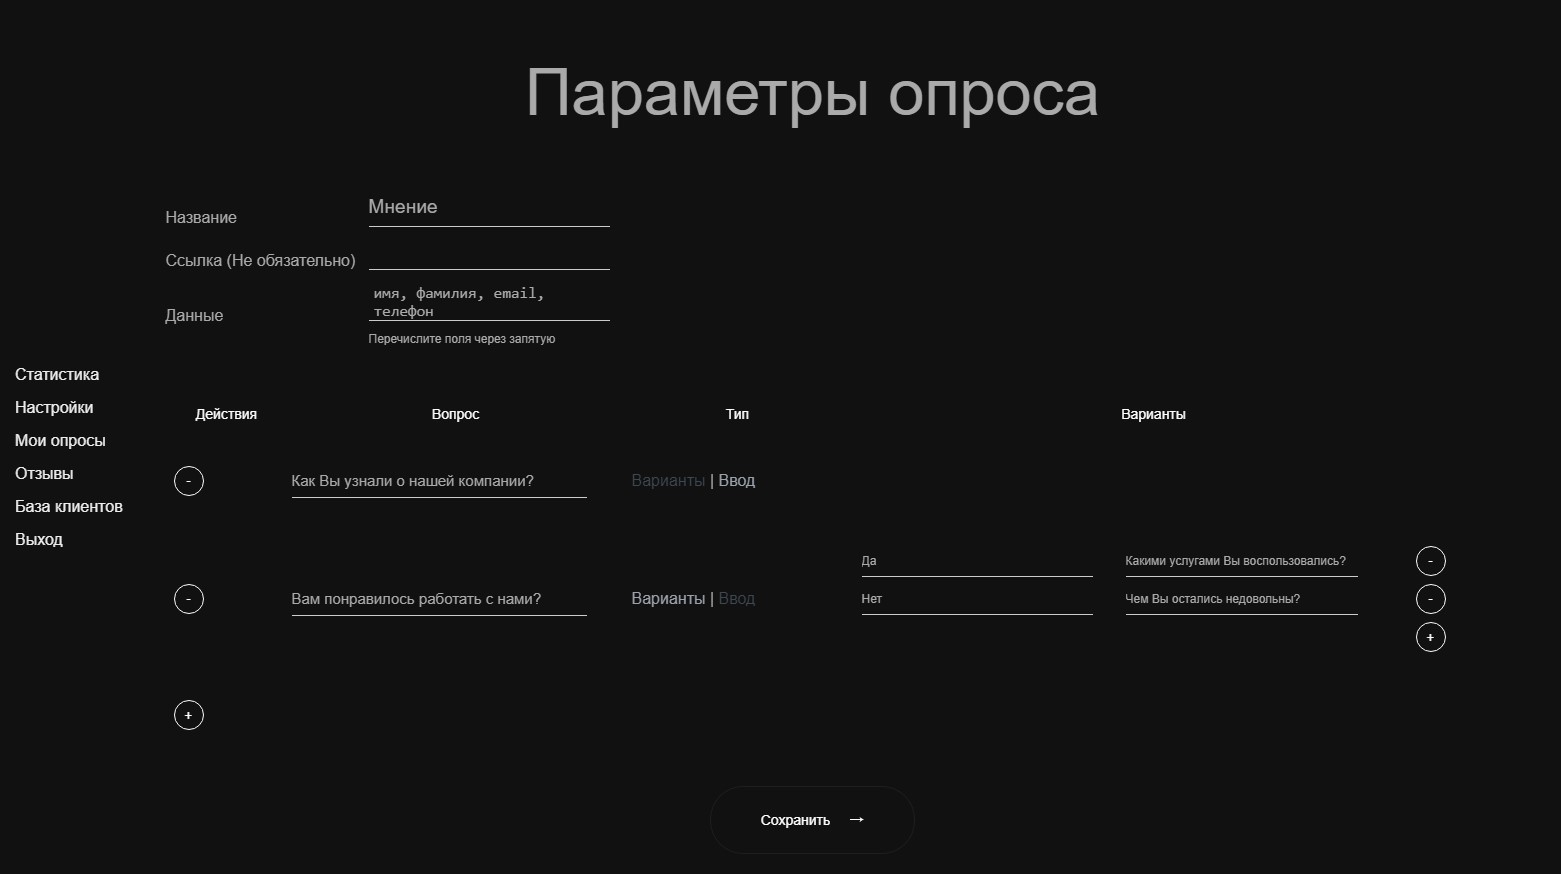 Параметры опроса
Название
Мнение
Ссылка (Не обязательно)
Данные
имя, фамилия, email,
телефон
Перечислите поля через запятую
Статистика
Настройки
Мои опросы
Отзывы
База клиентов
Выход
Действия Вопрос Тип Варианты
- Как Вы узнали о нашей компании? Варианты | Ввод
Да Какими услугами Вы воспользовались? -
- Вам понравилось работать с нами? Варианты | Ввод Нет Чем Вы остались недовольны? -
+
+
Сохранить →